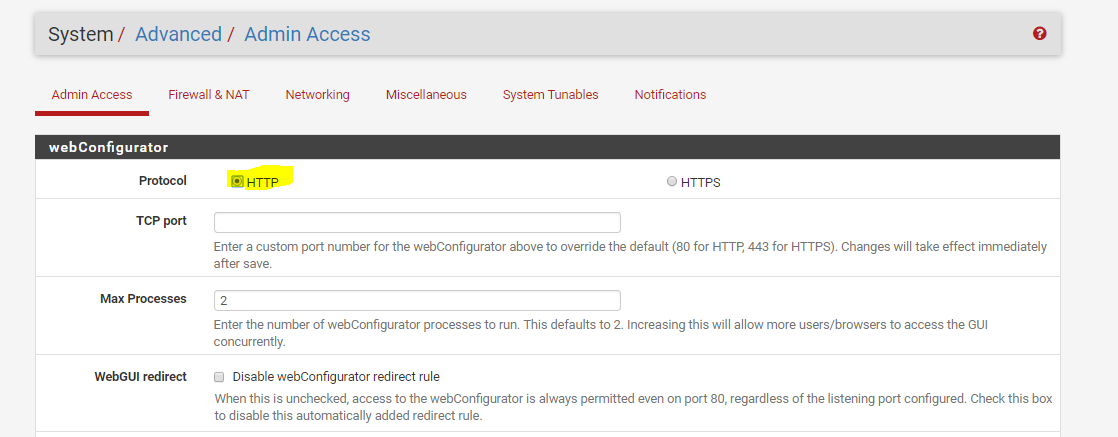 System / Advanced / Admin Access
Admin Access Firewall & NAT Networking Miscellaneous System Tunables Notifications
webConfigurator
Protocol HTTP HTTPS
TCP port
Enter a custom port number for the webConfigurator above to override the default (80 for HTTP, 443 for HTTPS). Changes will take effect immediately
after save.
Max Processes 2
Enter the number of webConfigurator processes to run. This defaults to 2. Increasing this will allow more users/browsers to access the GUI
concurrently.
WebGUI redirect Disable webConfigurator redirect rule
When this is unchecked, access to the webConfigurator is always permitted even on port 80, regardless of the listening port configured. Check this box
to disable this automatically added redirect rule.